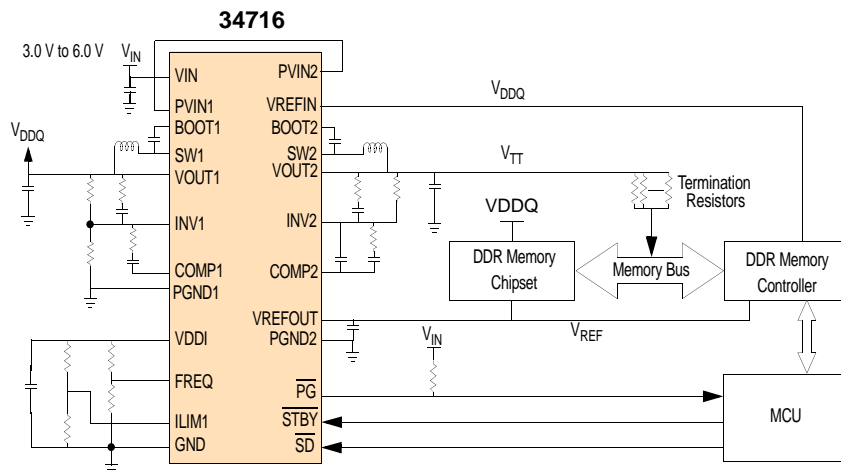 34716
3.0 V to 6.0 V
VIN
VIN
PVIN2
PVIN1
VREFIN
VDDQ
BOOT1
BOOT2
VDDQ
SW1
SW2
VTT
VOUT1
VOUT2
Termination
Resistors
VDDQ
INV1
INV2
DDR Memory
Chipset
Memory Bus
DDR Memory
Controller
COMP1
COMP2
PGND1
VREFOUT
VREF
VDDI
PGND2
VIN
FREQ
PG
MCU
ILIM1
STBY
GND
SD